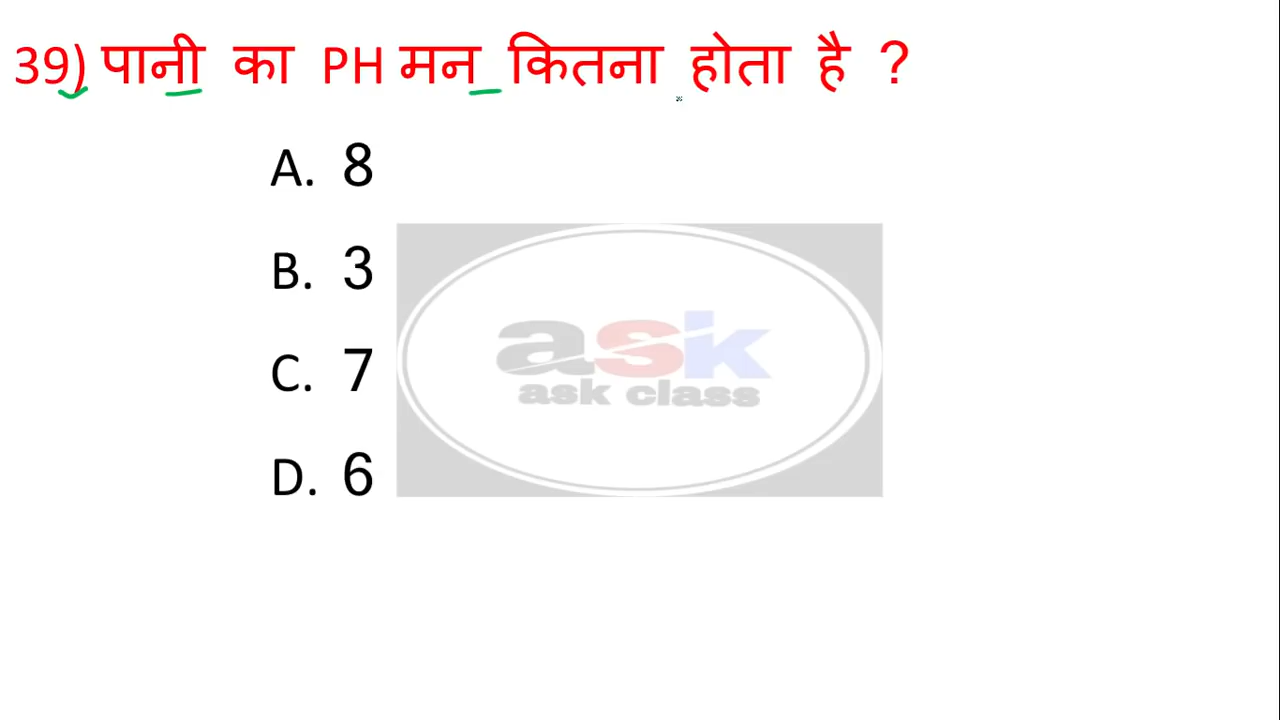 39) पानी का PH मन कितना होता है ?
A. 8
B. 3
C. 7
D. 6
ask
ask class